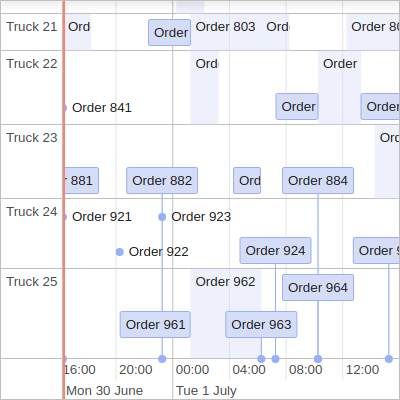 Truck 21 Ord Order Order 803 Ord Order 80
Truck 22 Ord Order
Order 841 Order Order
Truck 23 Ord
r 881 Order 882 Ord Order 884
Truck 24 Order 921 Order 923
Order 922 Order 924 Order 9
Truck 25 Order 962 Order 964
Order 961 Order 963
16:00 20:00 00:00 04:00 08:00 12:00
Mon 30 June Tue 1 July